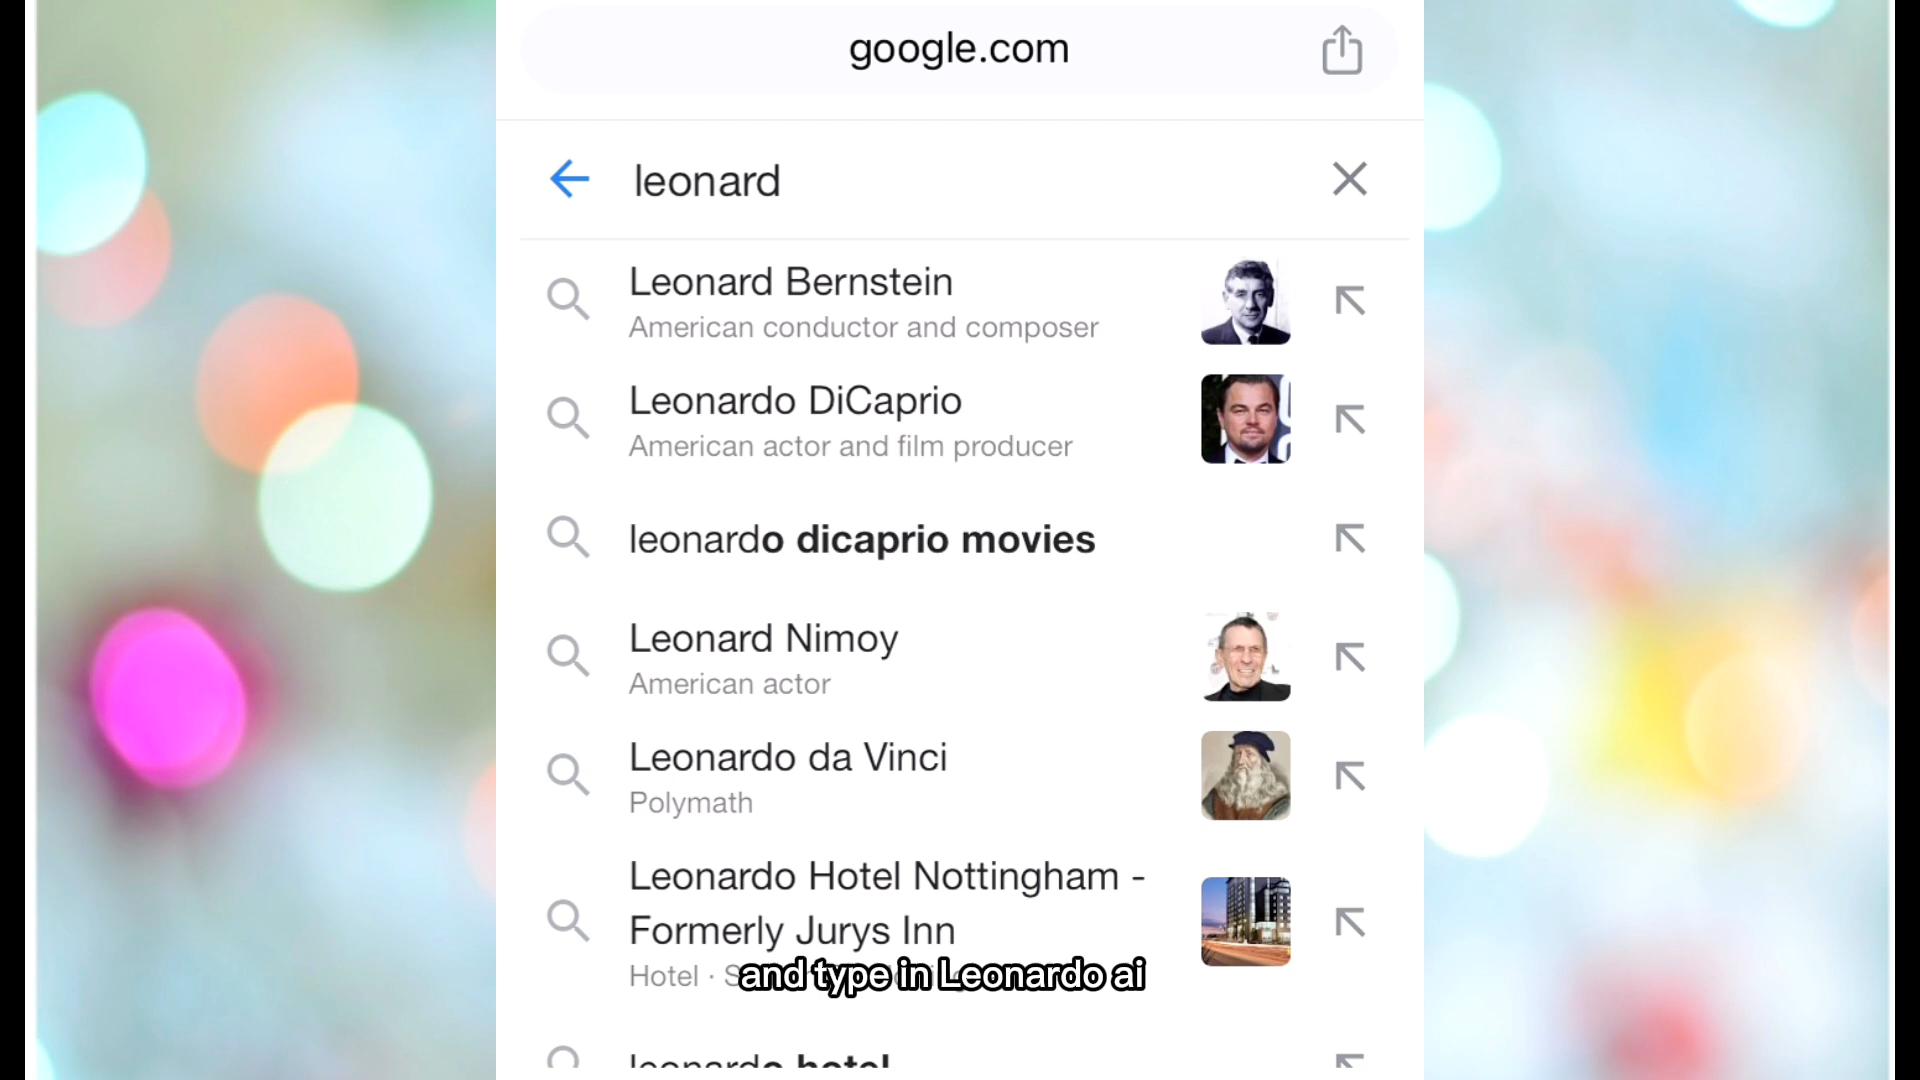 google.com
leonard
Leonard Bernstein
American conductor and composer
Leonardo DiCaprio
American actor and film producer
leonardo dicaprio movies
Leonard Nimoy
American actor
Leonardo da Vinci
Polymath
Leonardo Hotel Nottingham -
Formerly Jurys Inn
Hotel ·
and type in Leonardo ai
leonardo hotel